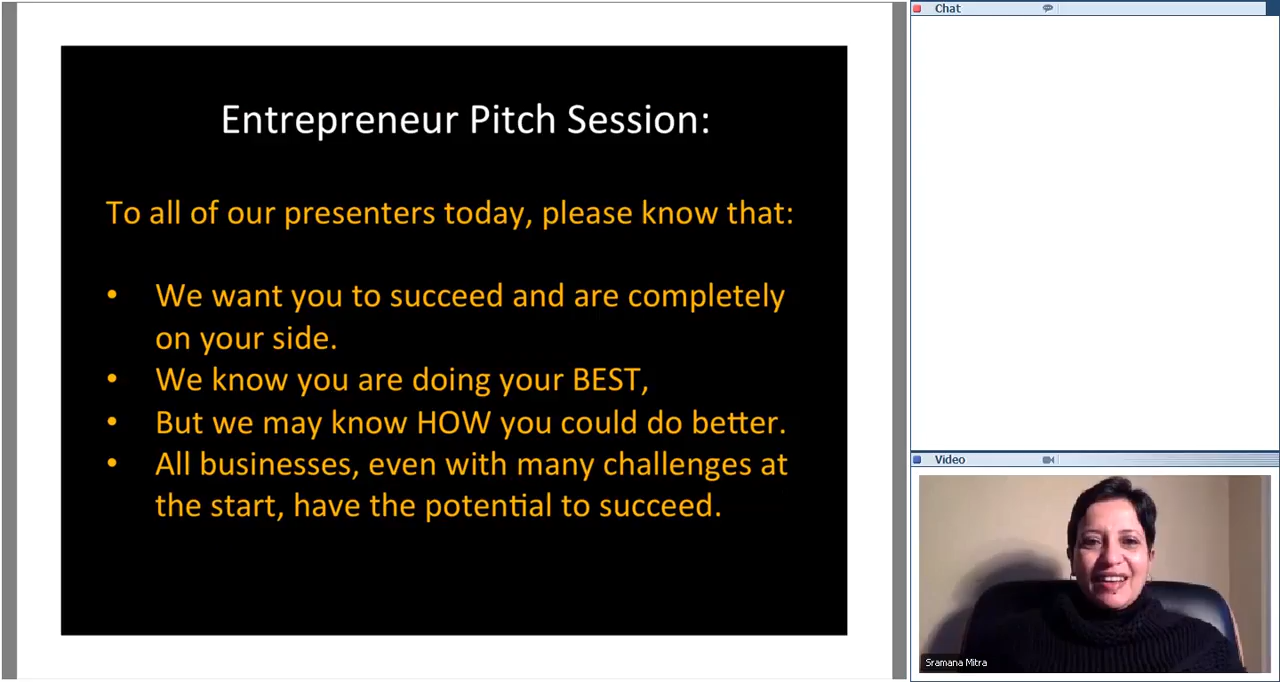 Entrepreneur Pitch Session:
To all of our presenters today, please know that:
• We want you to succeed and are completely
on your side.
• We know you are doing your BEST,
• But we may know HOW you could do better.
• All businesses, even with many challenges at
the start, have the potential to succeed.
Chat
Video
Sramana Mitra